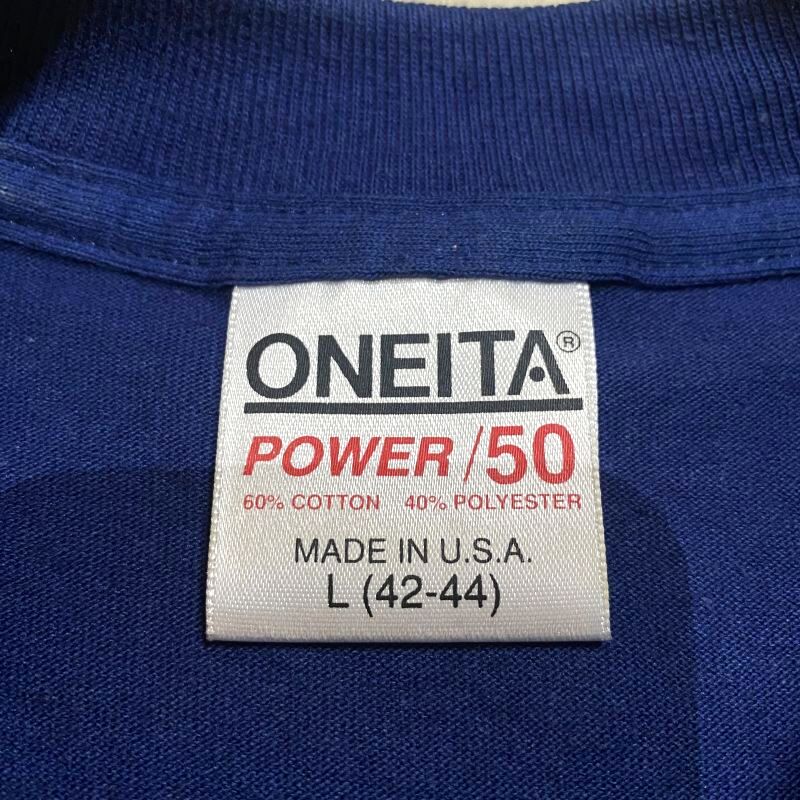 ONEITA®
POWER/50
60% COTTON 40% POLYESTER
MADE IN U.S.A.
L (42-44)